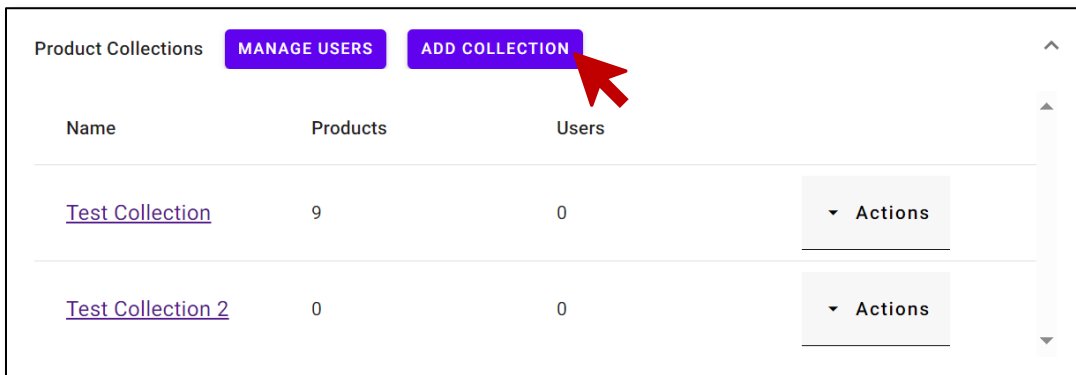 Product Collections MANAGE USERS ADD COLLECTION
Name Products Users
Test Collection 9 0 Actions
Test Collection 2 0 0 Actions